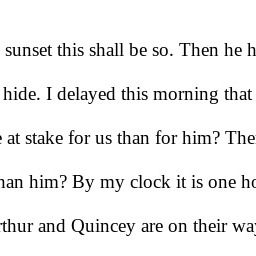 sunset this shall be so. Then he h
hide. I delayed this morning that
at stake for us than for him? The
han him? By my clock it is one ho
rthur and Quincey are on their way